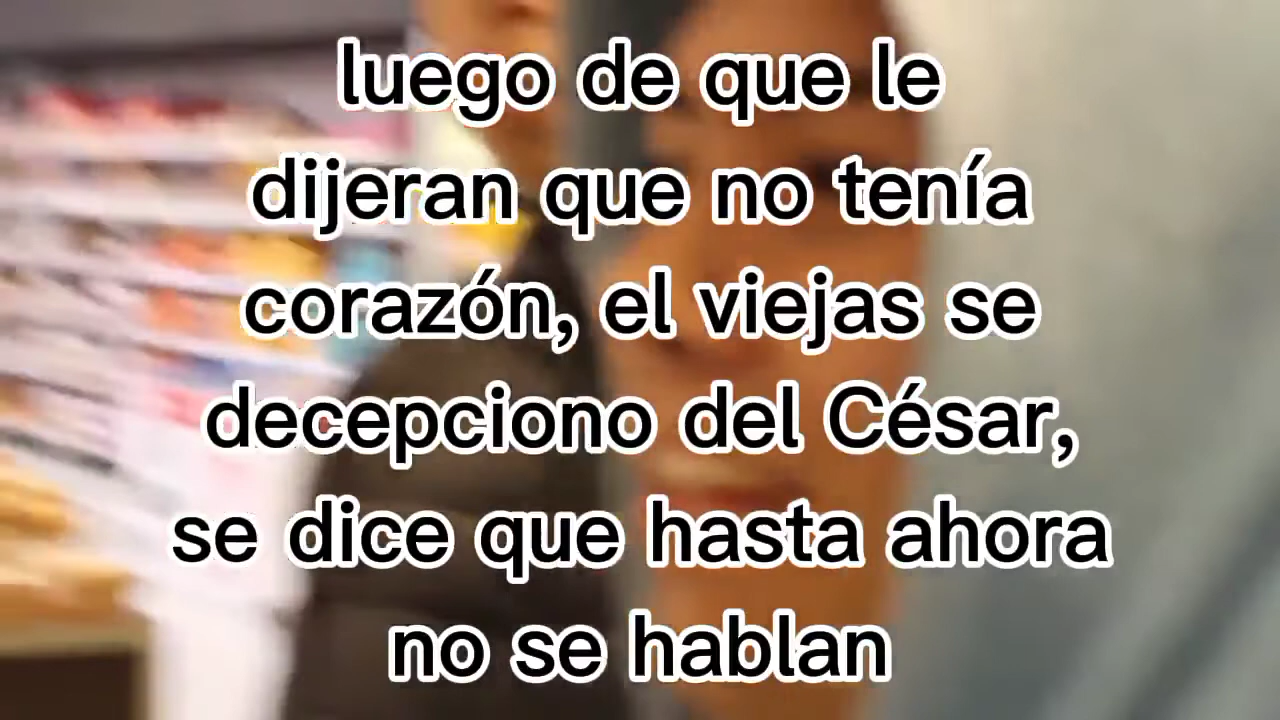 luego de que le
dijeran que no tenía
corazón, el viejas se
decepciono del César,
se dice que hasta ahora
no se hablan